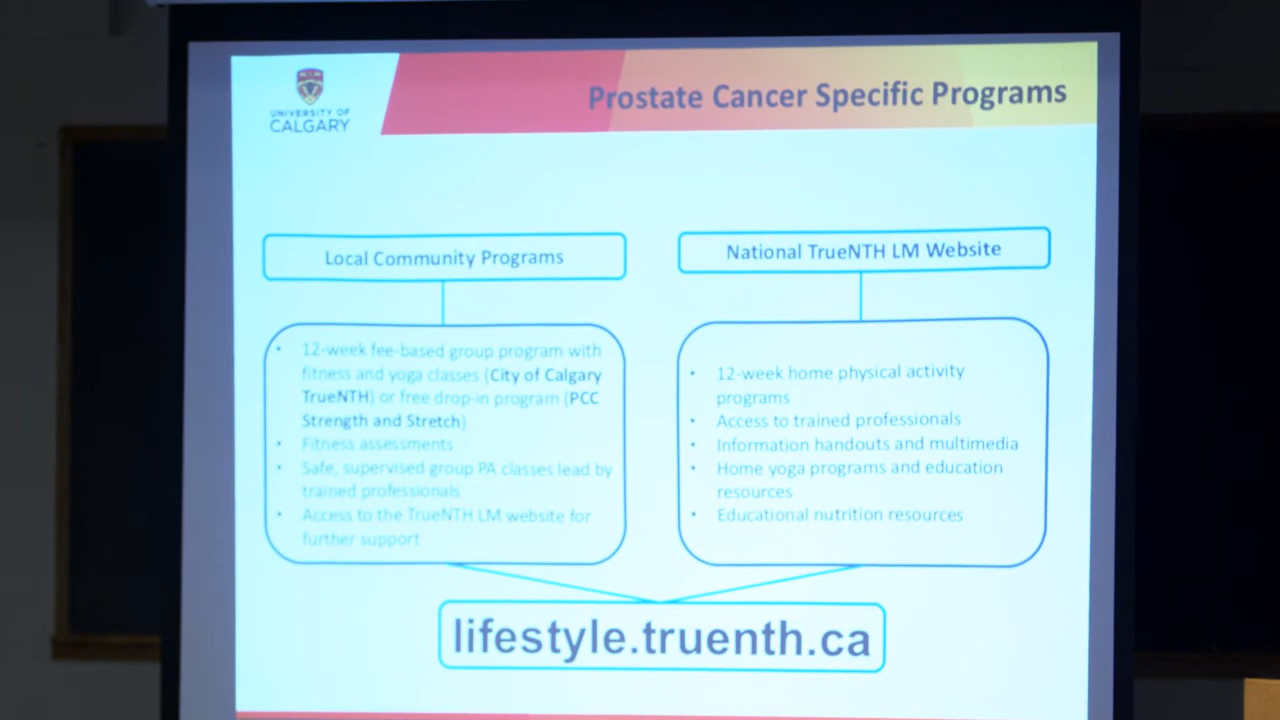 UNIVERSITY OF
CALGARY
Prostate Cancer Specific Programs
Local Community Programs
• 12-week fee-based group program with
fitness and yoga classes (City of Calgary
TrueNTH) or free drop-in program (PCC
Strength and Stretch)
• Fitness assessments
• Safe, supervised group PA classes lead by
trained professionals
• Access to the TrueNTH LM website for
further support
National TrueNTH LM Website
• 12-week home physical activity
programs
• Access to trained professionals
• Information handouts and multimedia
• Home yoga programs and education
resources
• Educational nutrition resources
lifestyle.truenth.ca